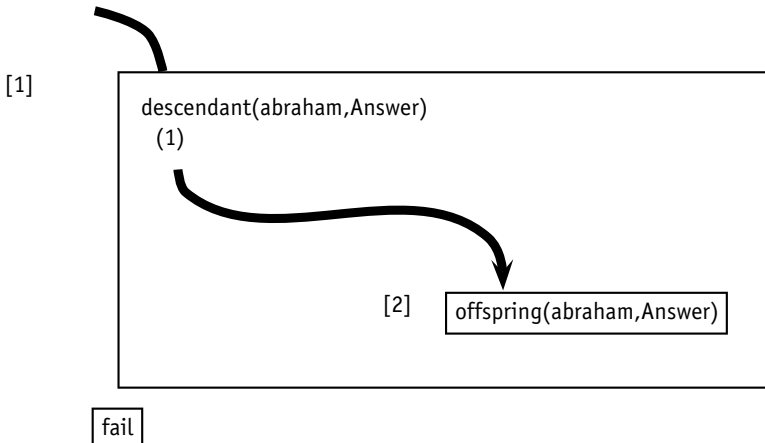 [1]
descendant(abraham,Answer)
(1)
[2] offspring(abraham,Answer)
fail